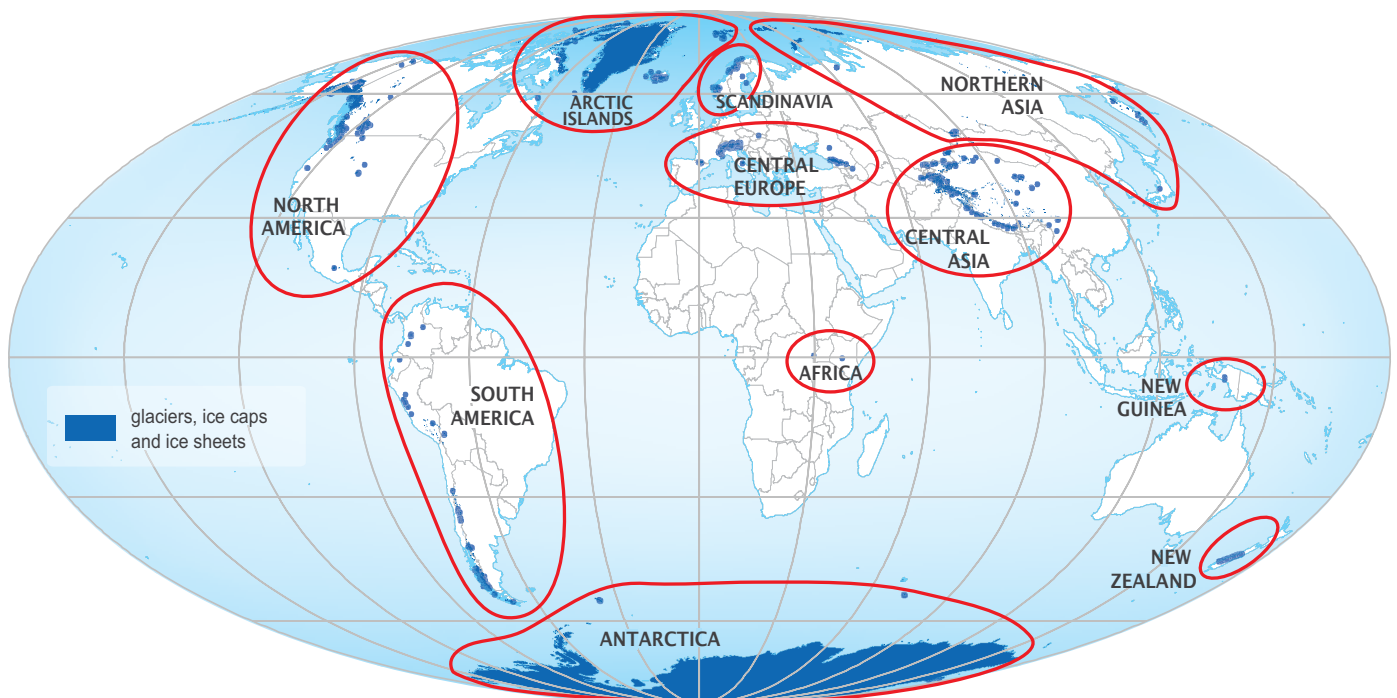 NORTHERN
ASIA
ARCTIC
ISLANDS
SCANDINAVIA
CENTRAL
EUROPE
NORTH
AMERICA
CENTRAL
ASIA
AFRICA
NEW
GUINEA
SOUTH
AMERICA
glaciers, ice caps
and ice sheets
NEW
ZEALAND
ANTARCTICA